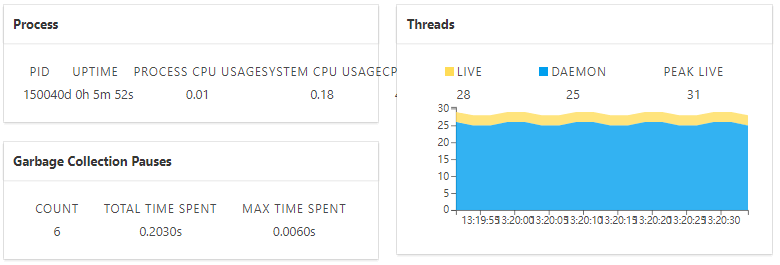 Process
PID UPTIME PROCESS CPU USAGE SYSTEM CPU USAGE CP
150040d 0h 5m 52s 0.01 0.18
Garbage Collection Pauses
COUNT TOTAL TIME SPENT MAX TIME SPENT
6 0.2030s 0.0060s
Threads
LIVE DAEMON PEAK LIVE
28 25 31
30
25
20
15
10
5
0
13:19:55 13:20:00 13:20:05 13:20:10 13:20:15 13:20:20 13:20:25 13:20:30